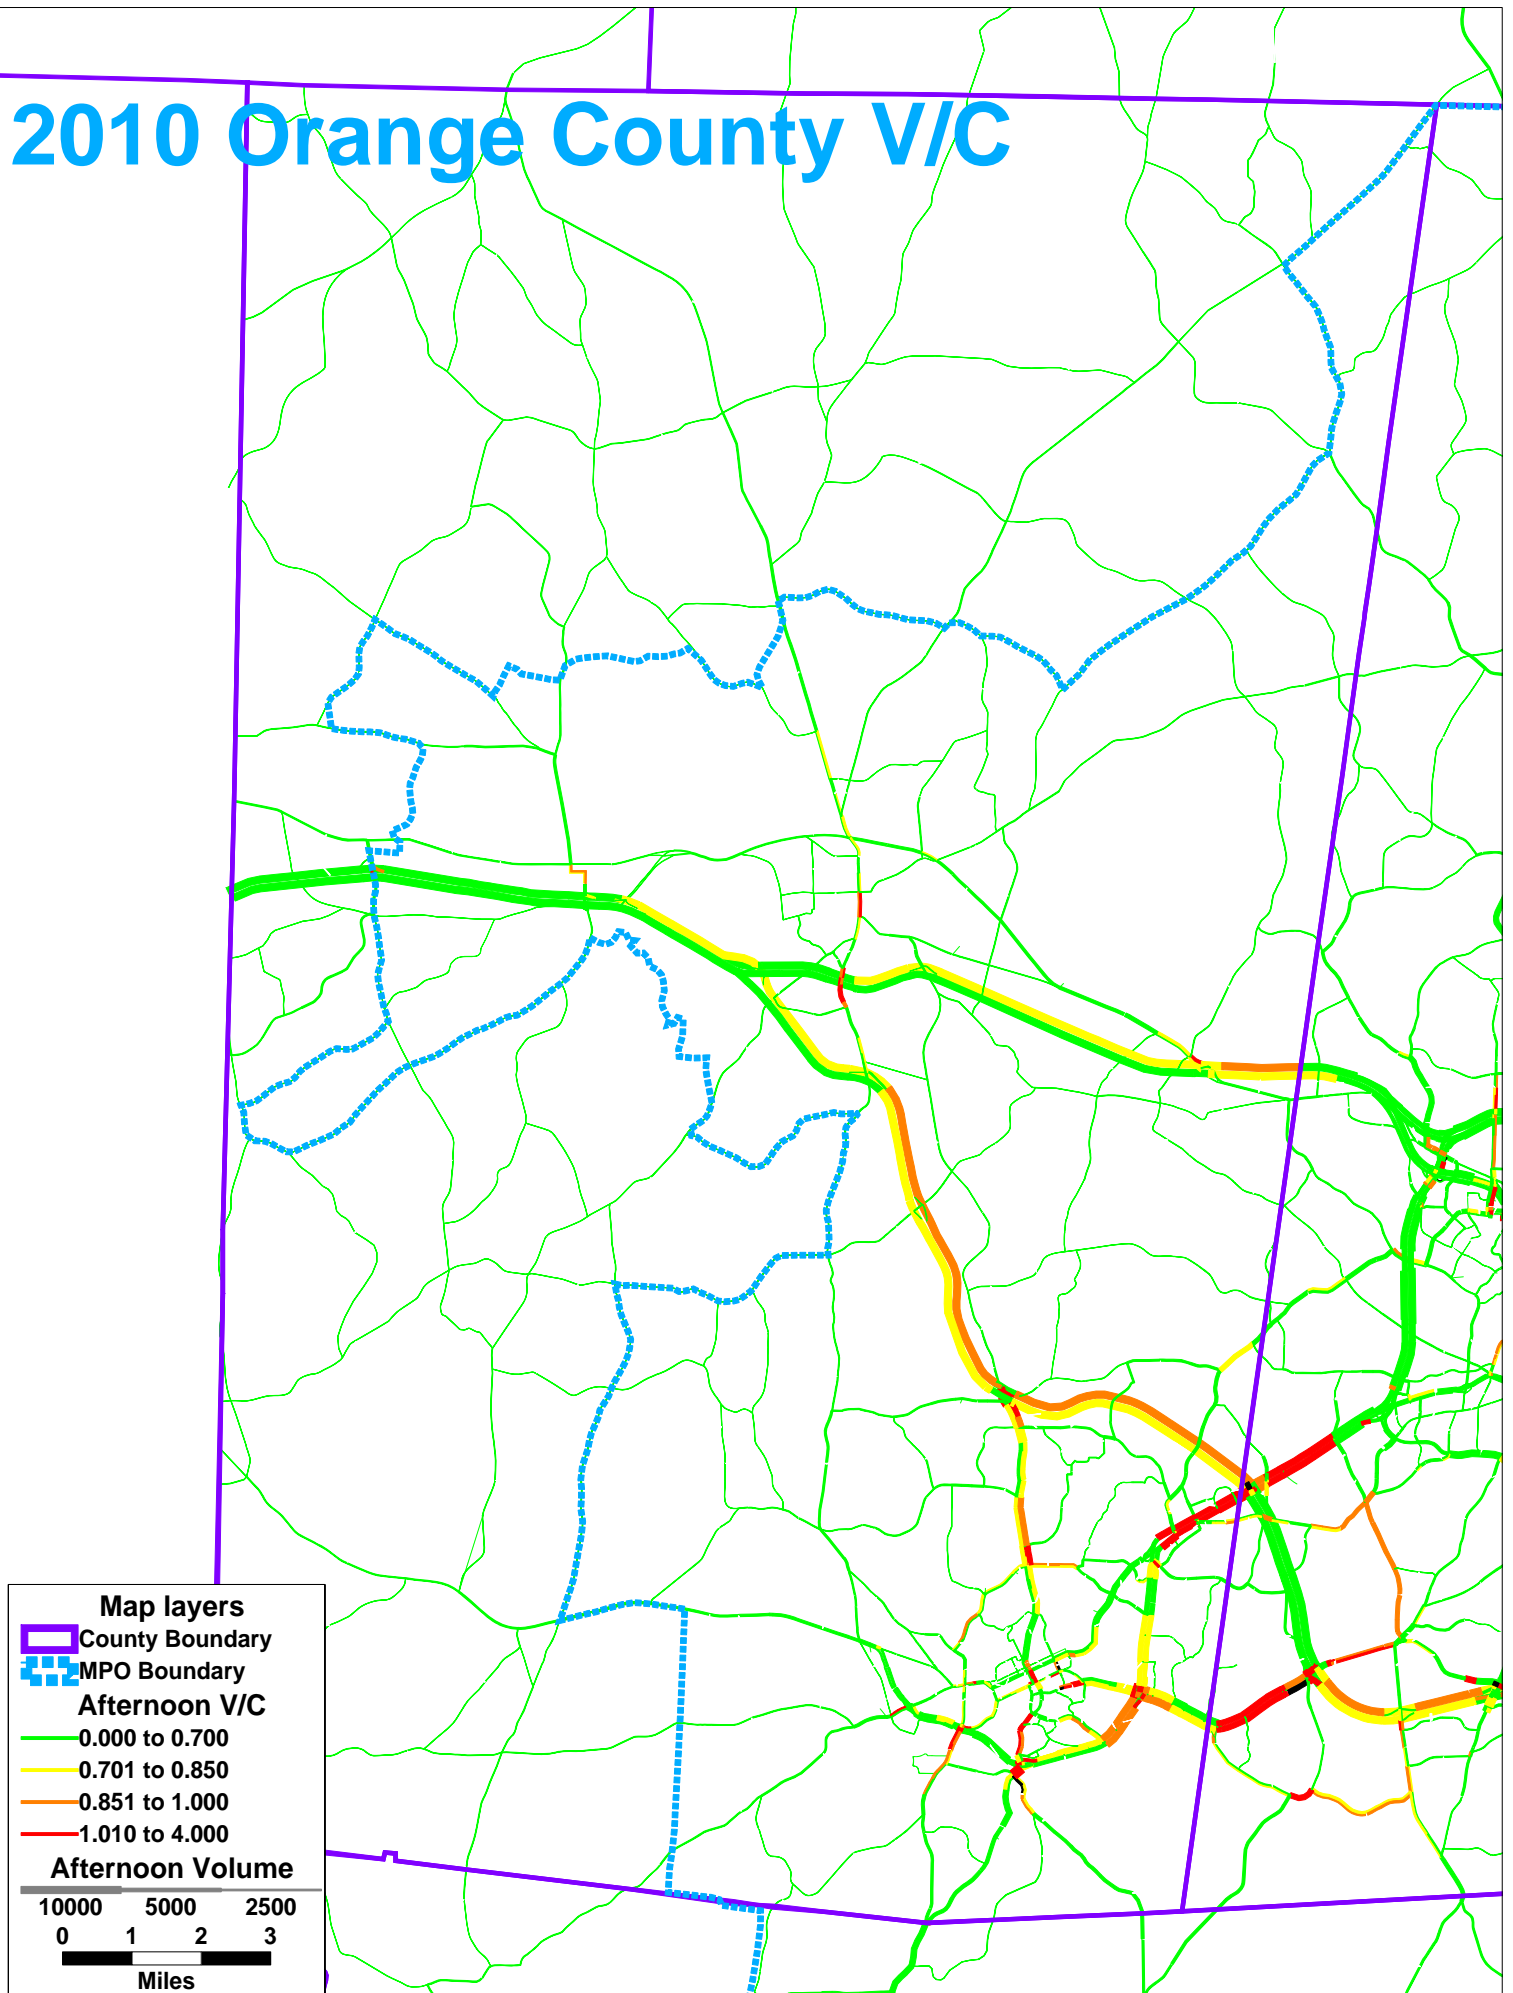 2010 Orange County V/C
Map layers
County Boundary
MPO Boundary
Afternoon V/C
0.000 to 0.700
0.701 to 0.850
0.851 to 1.000
1.010 to 4.000
Afternoon Volume
10000 5000 2500
0 1 2 3
Miles